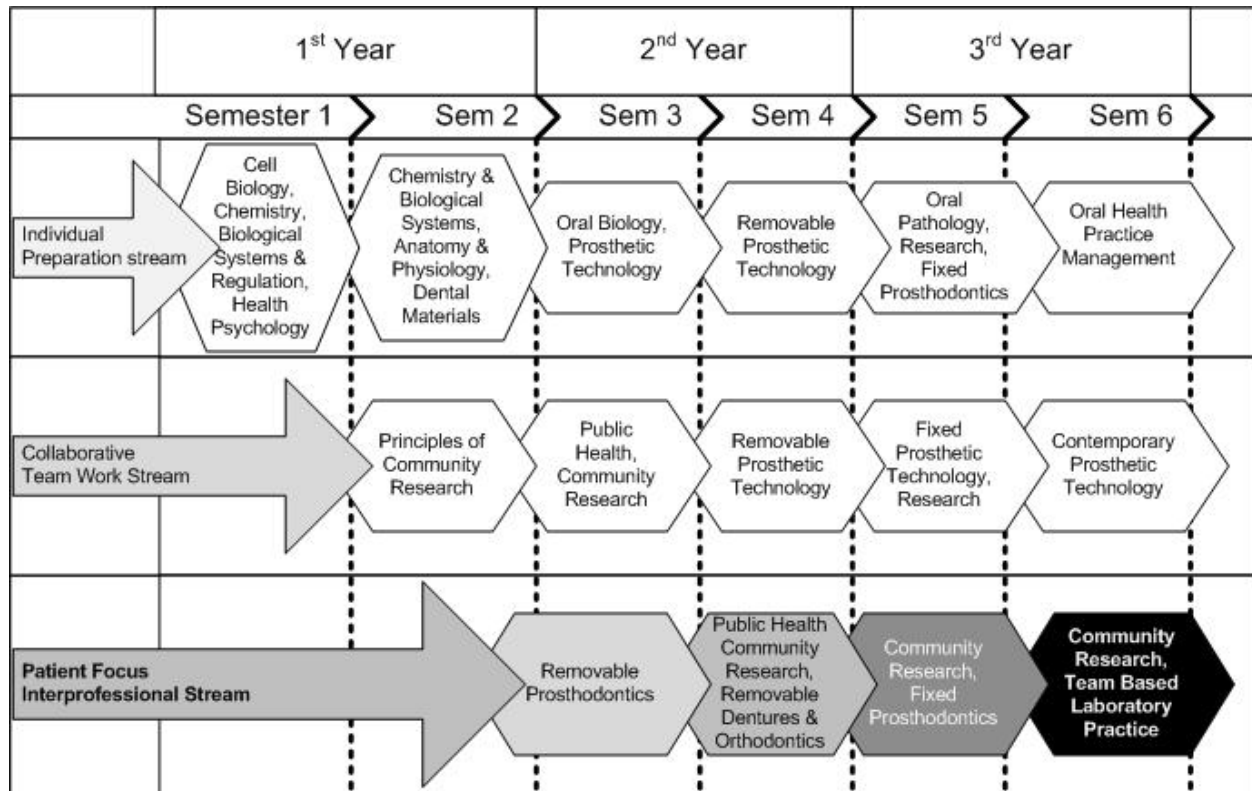 1st Year
2nd Year
3rd Year
Semester 1
Sem 2
Sem 3
Sem 4
Sem 5
Sem 6
Individual
Preparation stream
Cell
Biology,
Chemistry,
Biological
Systems &
Regulation,
Health
Psychology
Chemistry &
Biological
Systems,
Anatomy &
Physiology,
Dental
Materials
Oral Biology,
Prosthetic
Technology
Removable
Prosthetic
Technology
Oral
Pathology,
Research,
Fixed
Prosthodontics
Oral Health
Practice
Management
Collaborative
Team Work Stream
Principles of
Community
Research
Public
Health,
Community
Research
Removable
Prosthetic
Technology
Fixed
Prosthetic
Technology,
Research
Contemporary
Prosthetic
Technology
Patient Focus
Interprofessional Stream
Removable
Prosthodontics
Public Health
Community
Research,
Removable
Dentures &
Orthodontics
Community
Research,
Fixed
Prosthodontics
Community
Research,
Team Based
Laboratory
Practice